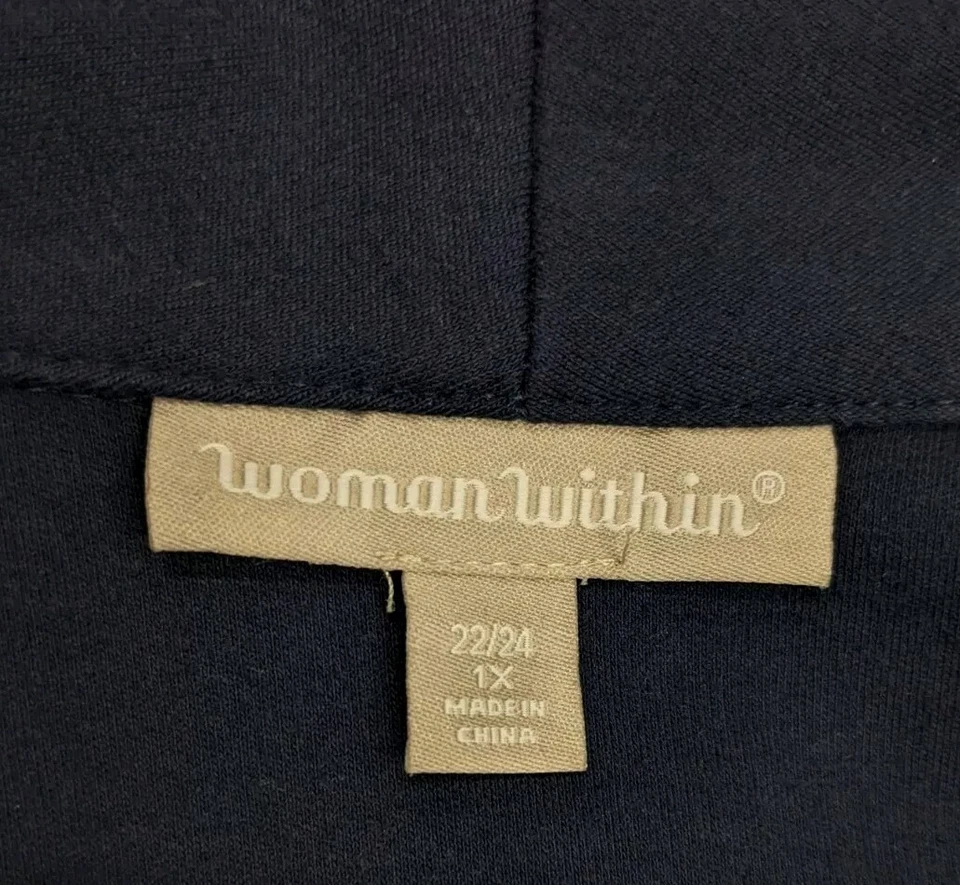 woman within®
22/24
1X
MADE IN
CHINA